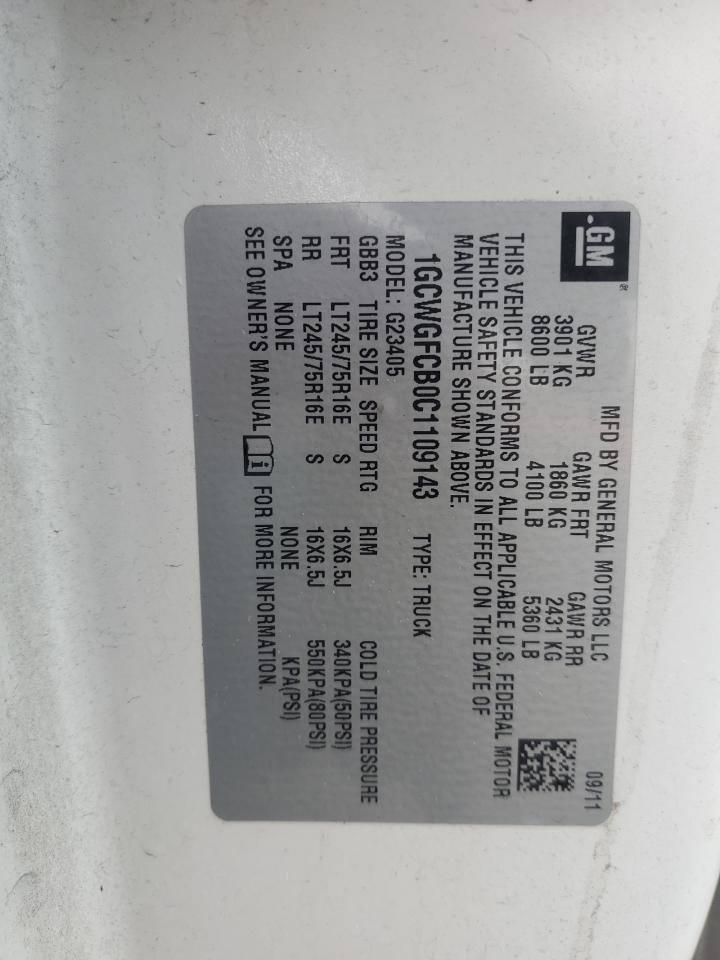 GM®
MFD BY GENERAL MOTORS LLC 09/11
GVWR GAWR FRT GAWR RR
3901 KG 1860 KG 2431 KG
8600 LB 4100 LB 5360 LB
THIS VEHICLE CONFORMS TO ALL APPLICABLE U.S. FEDERAL MOTOR
VEHICLE SAFETY STANDARDS IN EFFECT ON THE DATE OF
MANUFACTURE SHOWN ABOVE.
1GCWGFCB0C1109143 TYPE: TRUCK
MODEL: G23405
GBB3 TIRE SIZE SPEED RTG RIM COLD TIRE PRESSURE
FRT LT245/75R16E S 16X6.5J 340KPA(50PSI)
RR LT245/75R16E S 16X6.5J 550KPA(80PSI)
SPA NONE NONE KPA(PSI)
SEE OWNER'S MANUAL FOR MORE INFORMATION.